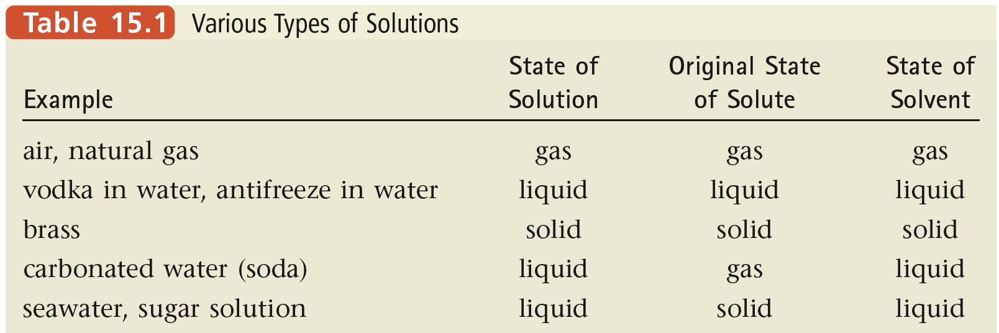 Table 15.1 Various Types of Solutions
State of Original State State of
Example Solution of Solute Solvent
air, natural gas gas gas gas
vodka in water, antifreeze in water liquid liquid liquid
brass solid solid solid
carbonated water (soda) liquid gas liquid
seawater, sugar solution liquid solid liquid